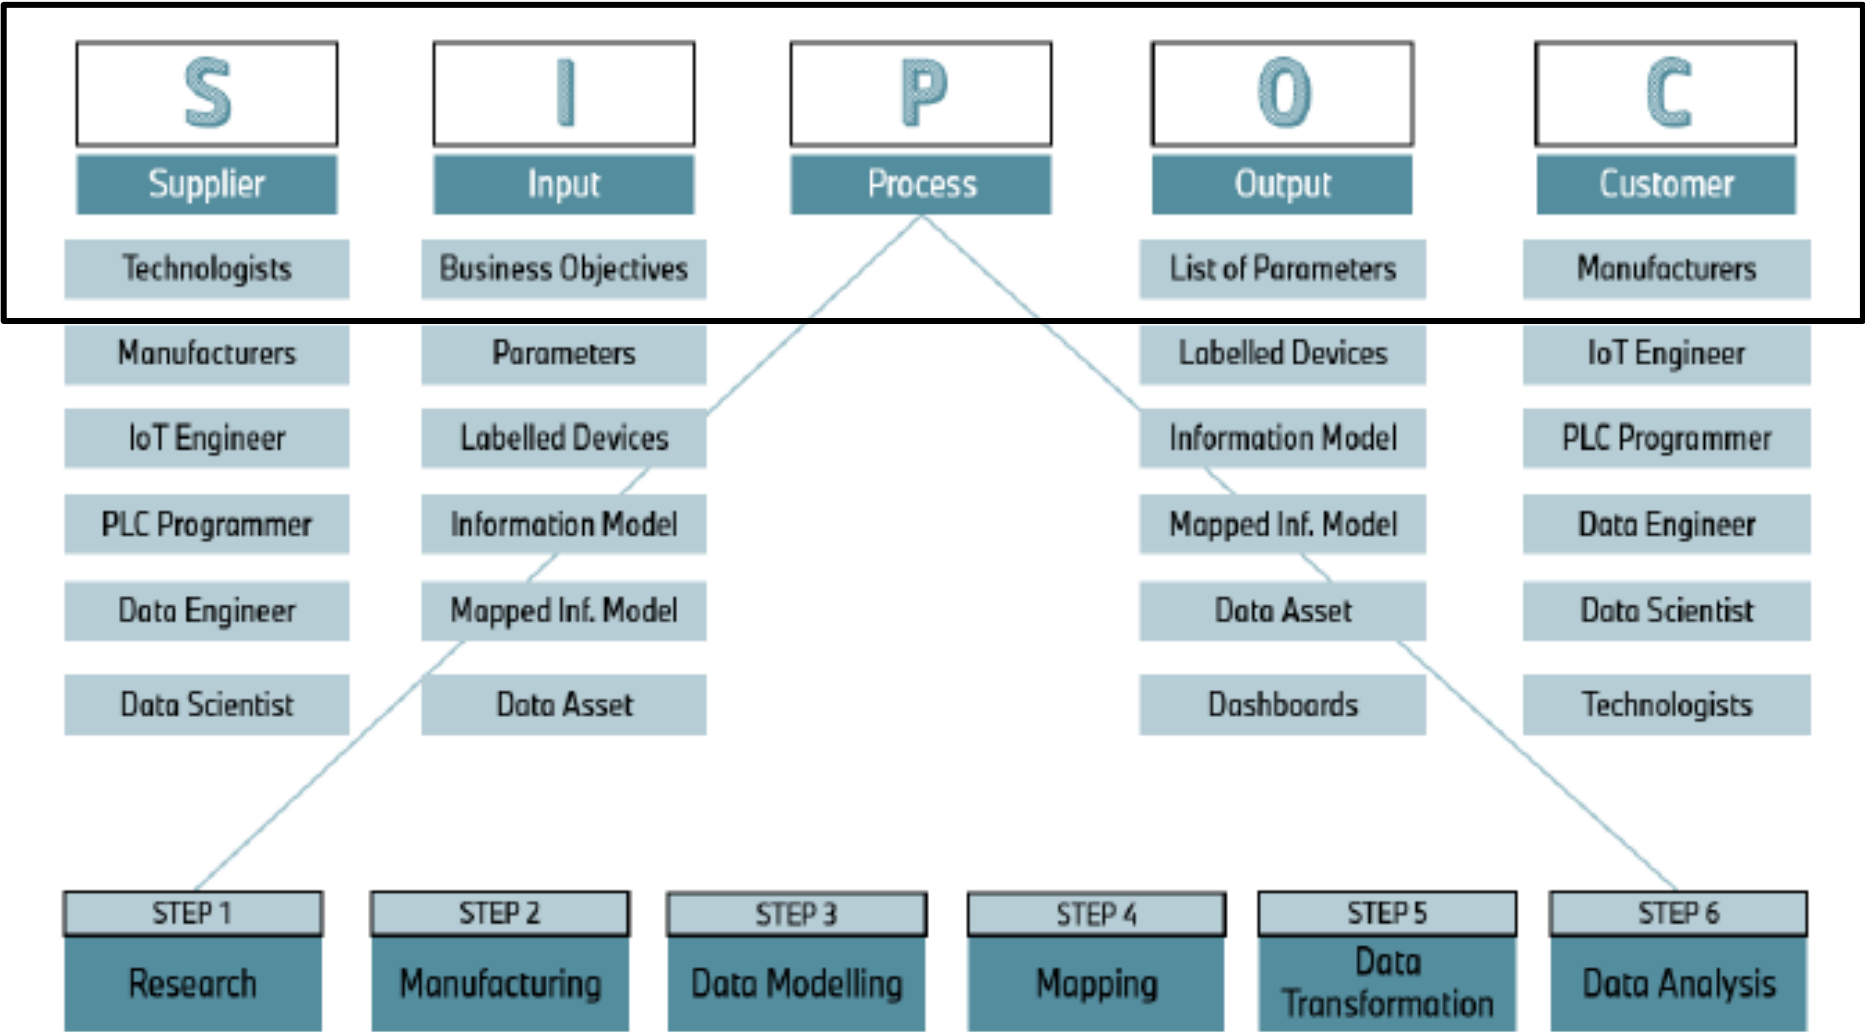 S I P O C
Supplier Input Process Output Customer
Technologists Business Objectives List of Parameters Manufacturers
Manufacturers Parameters Labelled Devices IoT Engineer
IoT Engineer Labelled Devices Information Model PLC Programmer
PLC Programmer Information Model Mapped Inf. Model Data Engineer
Data Engineer Mapped Inf. Model Data Asset Data Scientist
Data Scientist Data Asset Dashboards Technologists
STEP 1 STEP 2 STEP 3 STEP 4 STEP 5 STEP 6
Research Manufacturing Data Modelling Mapping Data Transformation Data Analysis